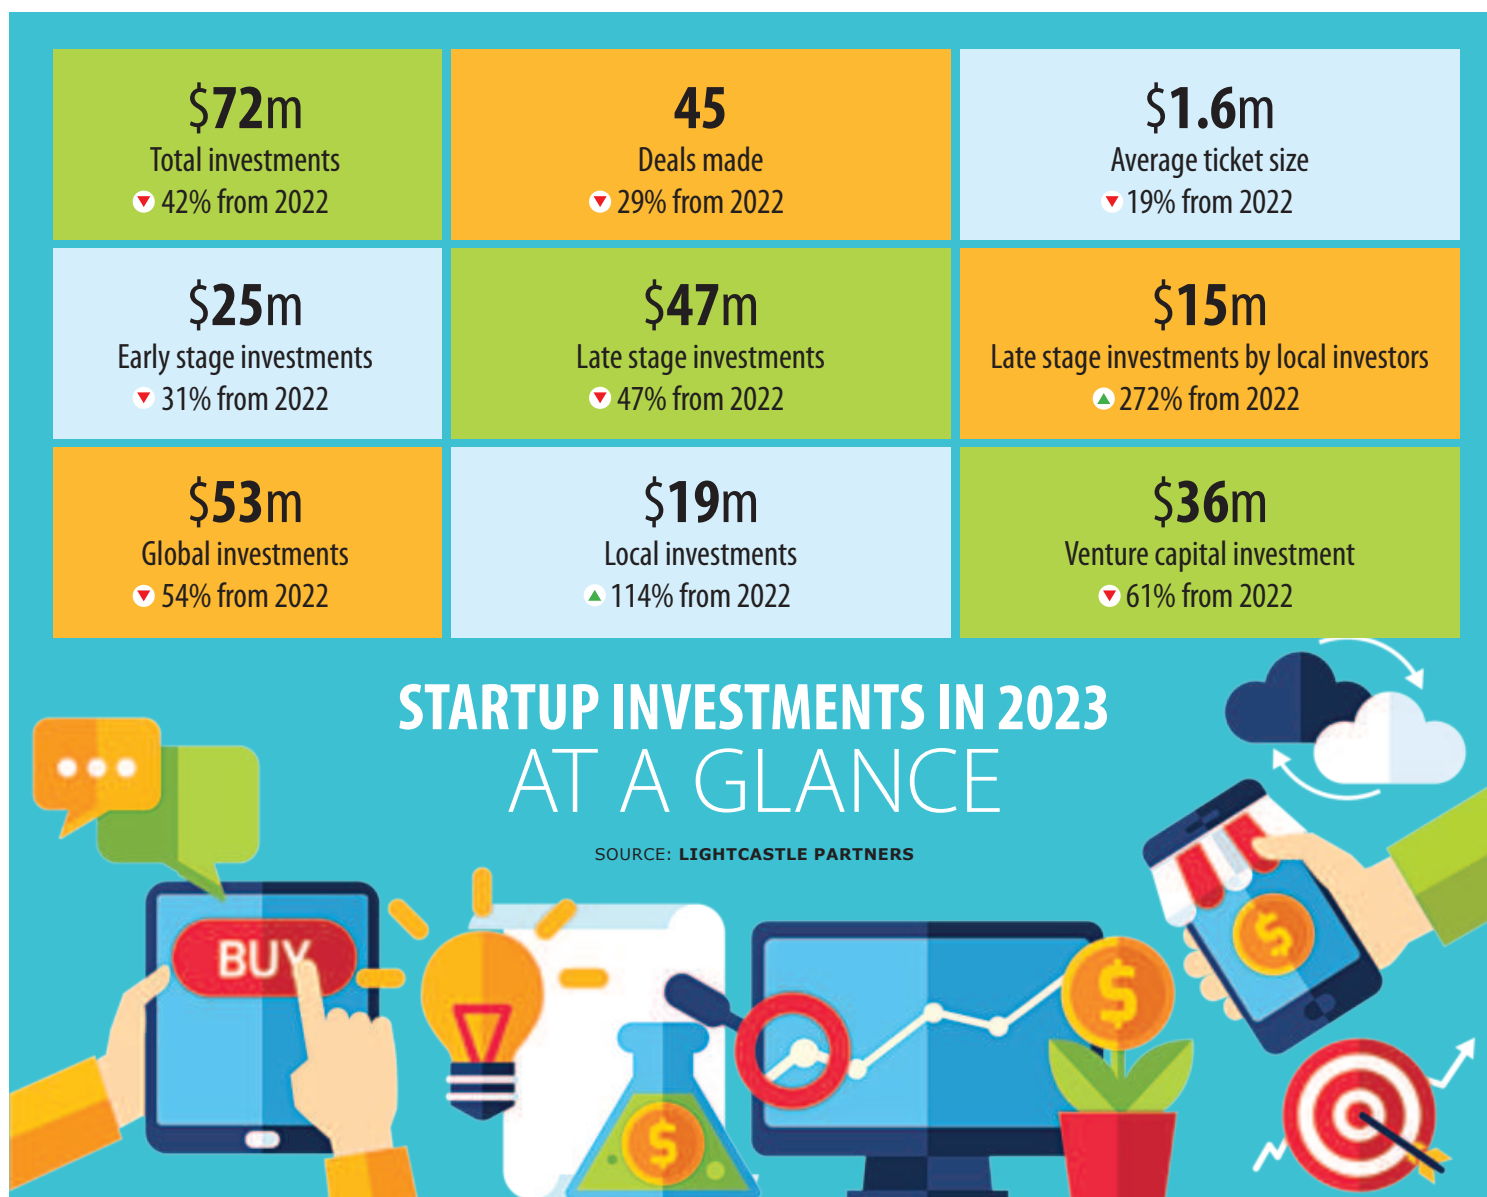 $72m
Total investments
▼ 42% from 2022
45
Deals made
▼ 29% from 2022
$1.6m
Average ticket size
▼ 19% from 2022
$25m
Early stage investments
▼ 31% from 2022
$47m
Late stage investments
▼ 47% from 2022
$15m
Late stage investments by local investors
▲ 272% from 2022
$53m
Global investments
▼ 54% from 2022
$19m
Local investments
▲ 114% from 2022
$36m
Venture capital investment
▼ 61% from 2022
STARTUP INVESTMENTS IN 2023
AT A GLANCE
SOURCE: LIGHTCASTLE PARTNERS
BUY
$
$
$